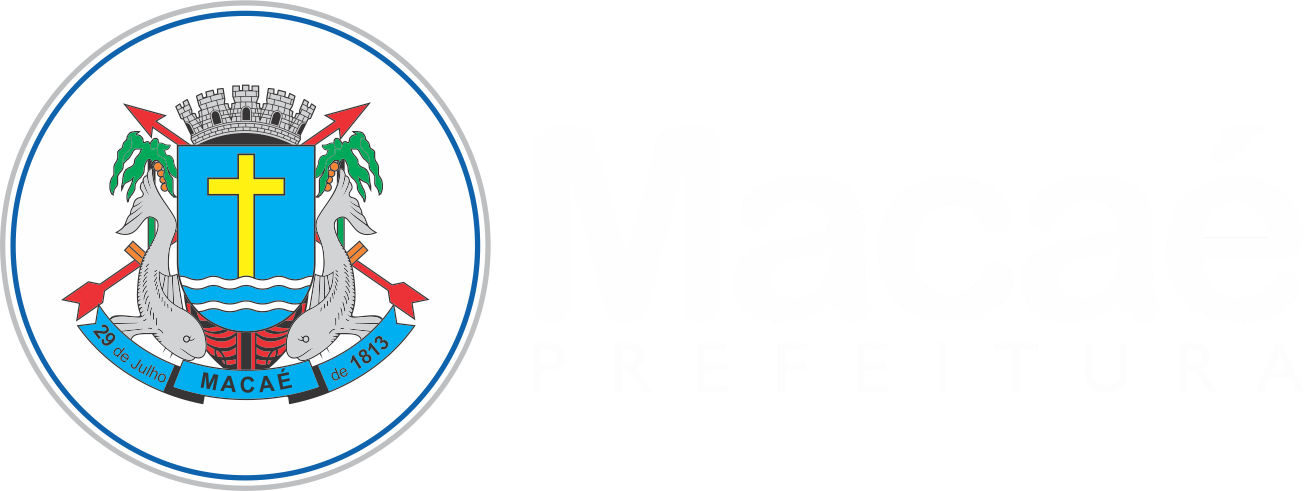 29 de Julho
MACAÉ
de 1813
Macaé
PREFEITURA